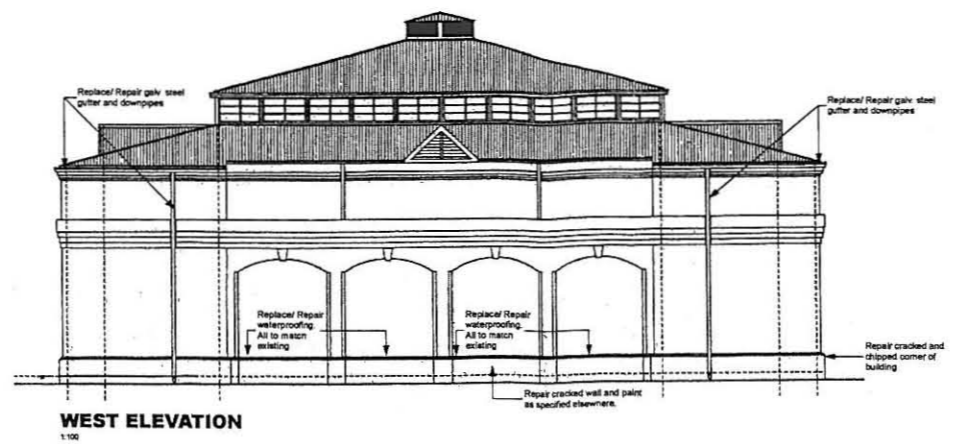 Replace/ Repair galv. steel
gutter and downpipes
Replace/ Repair galv. steel
gutter and downpipes
Replace/ Repair
waterproofing.
All to match
existing
Replace/ Repair
waterproofing.
All to match
existing
Repair cracked and
chipped corner of
building
Repair cracked wall and paint
as specified elsewhere.
WEST ELEVATION
1:100